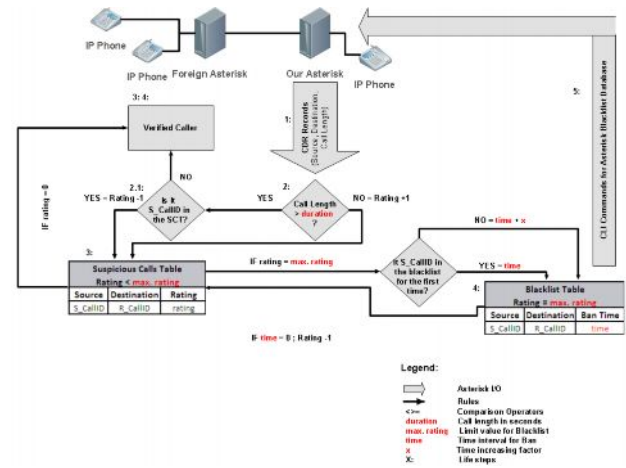 IP Phone
IP Phone
Foreign Asterisk
Our Asterisk
IP Phone
3: 4:
Verified Caller
1:
CDR Records
(Source, Destination,
Call Length)
5:
CLI Commands for Asterisk Blacklist Database
NO
2.1:
YES = Rating -1
Is it
S_CallID in
the SCT?
YES
2:
Call Length
> duration
?
NO = Rating +1
IF rating = 0
NO = time * x
3:
Suspicious Calls Table
Rating < max. rating
Source Destination Rating
S_CallID R_CallID rating
IF rating = max. rating
Is S_CallID in
the blacklist
for the first
time?
YES = time
4:
Blacklist Table
Rating = max. rating
Source Destination Ban Time
S_CallID R_CallID time
IF time = 0 ; Rating -1
Legend:
Asterisk I/O
Rules
<>= Comparison Operators
duration Call length in seconds
max. rating Limit value for Blacklist
time Time interval for Ban
x Time increasing factor
X: Life steps